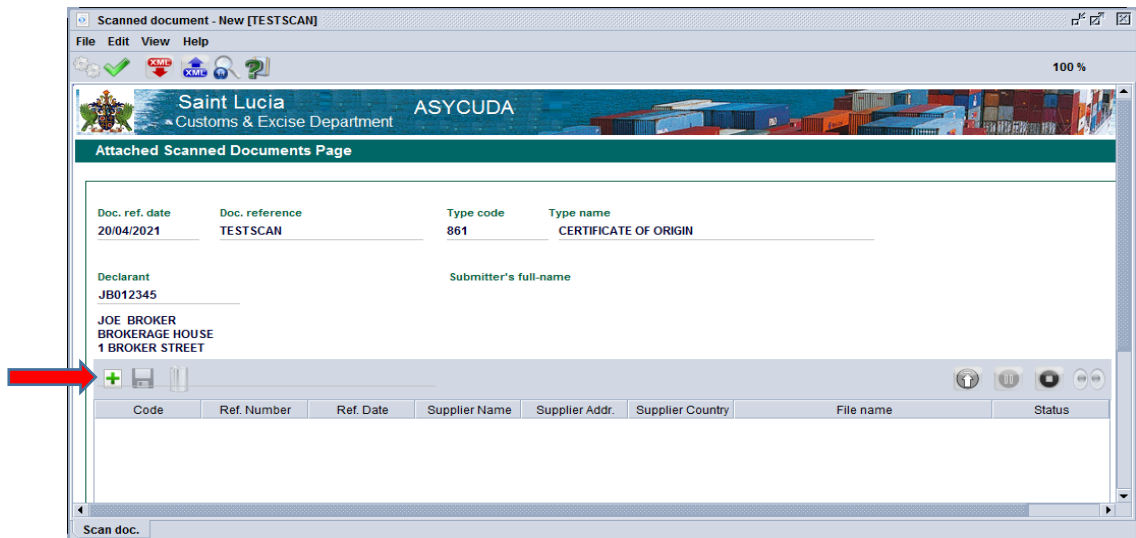 Scanned document - New [TESTSCAN]
File Edit View Help
XML XML
100 %
Saint Lucia
Customs & Excise Department
ASYCUDA
Attached Scanned Documents Page
Doc. ref. date Doc. reference Type code Type name
20/04/2021 TESTSCAN 861 CERTIFICATE OF ORIGIN
Declarant Submitter's full-name
JB012345
JOE BROKER
BROKERAGE HOUSE
1 BROKER STREET
Code Ref. Number Ref. Date Supplier Name Supplier Addr. Supplier Country File name Status
Scan doc.